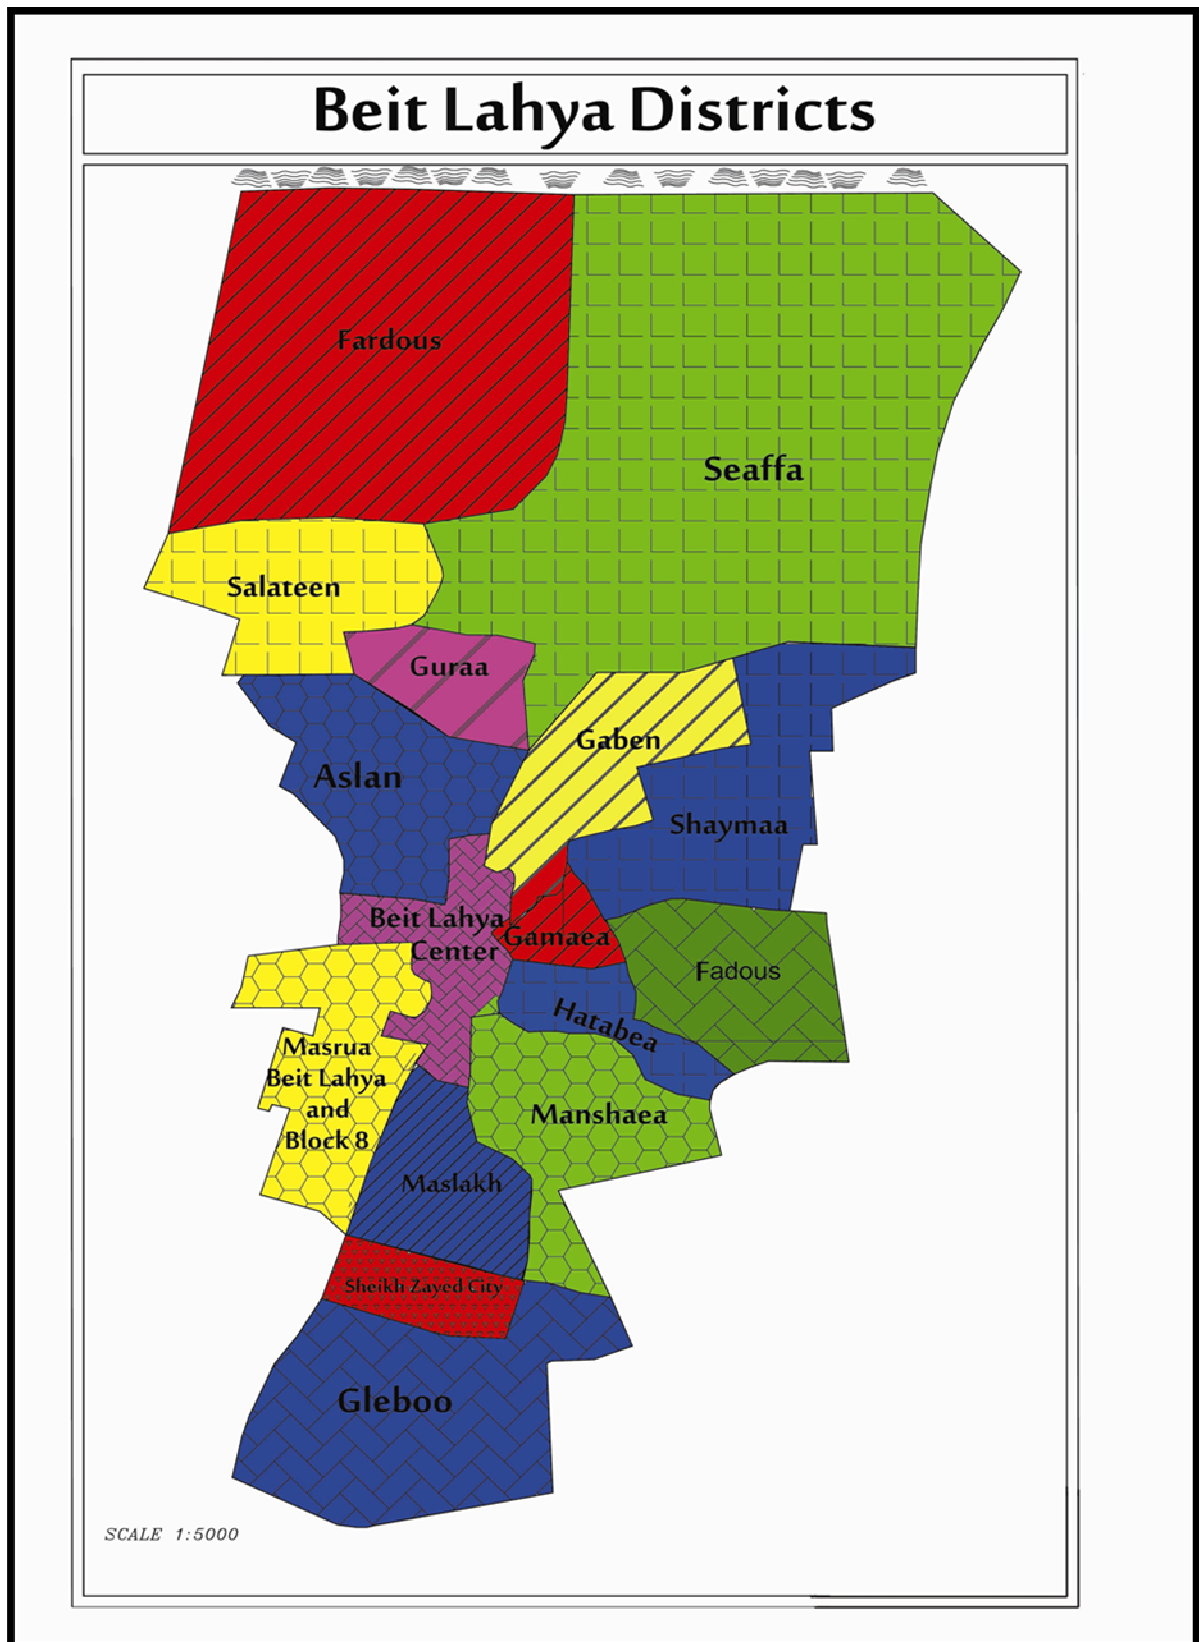 Beit Lahya Districts
Fardous
Seaffa
Salateen
Guraa
Gaben
Aslan
Shaymaa
Beit Lahya
Center
Gamaea
Fadous
Hatabea
Masrua
Beit Lahya
and
Block 8
Manshaea
Maslakh
Sheikh Zayed City
Gleboo
SCALE 1:5000